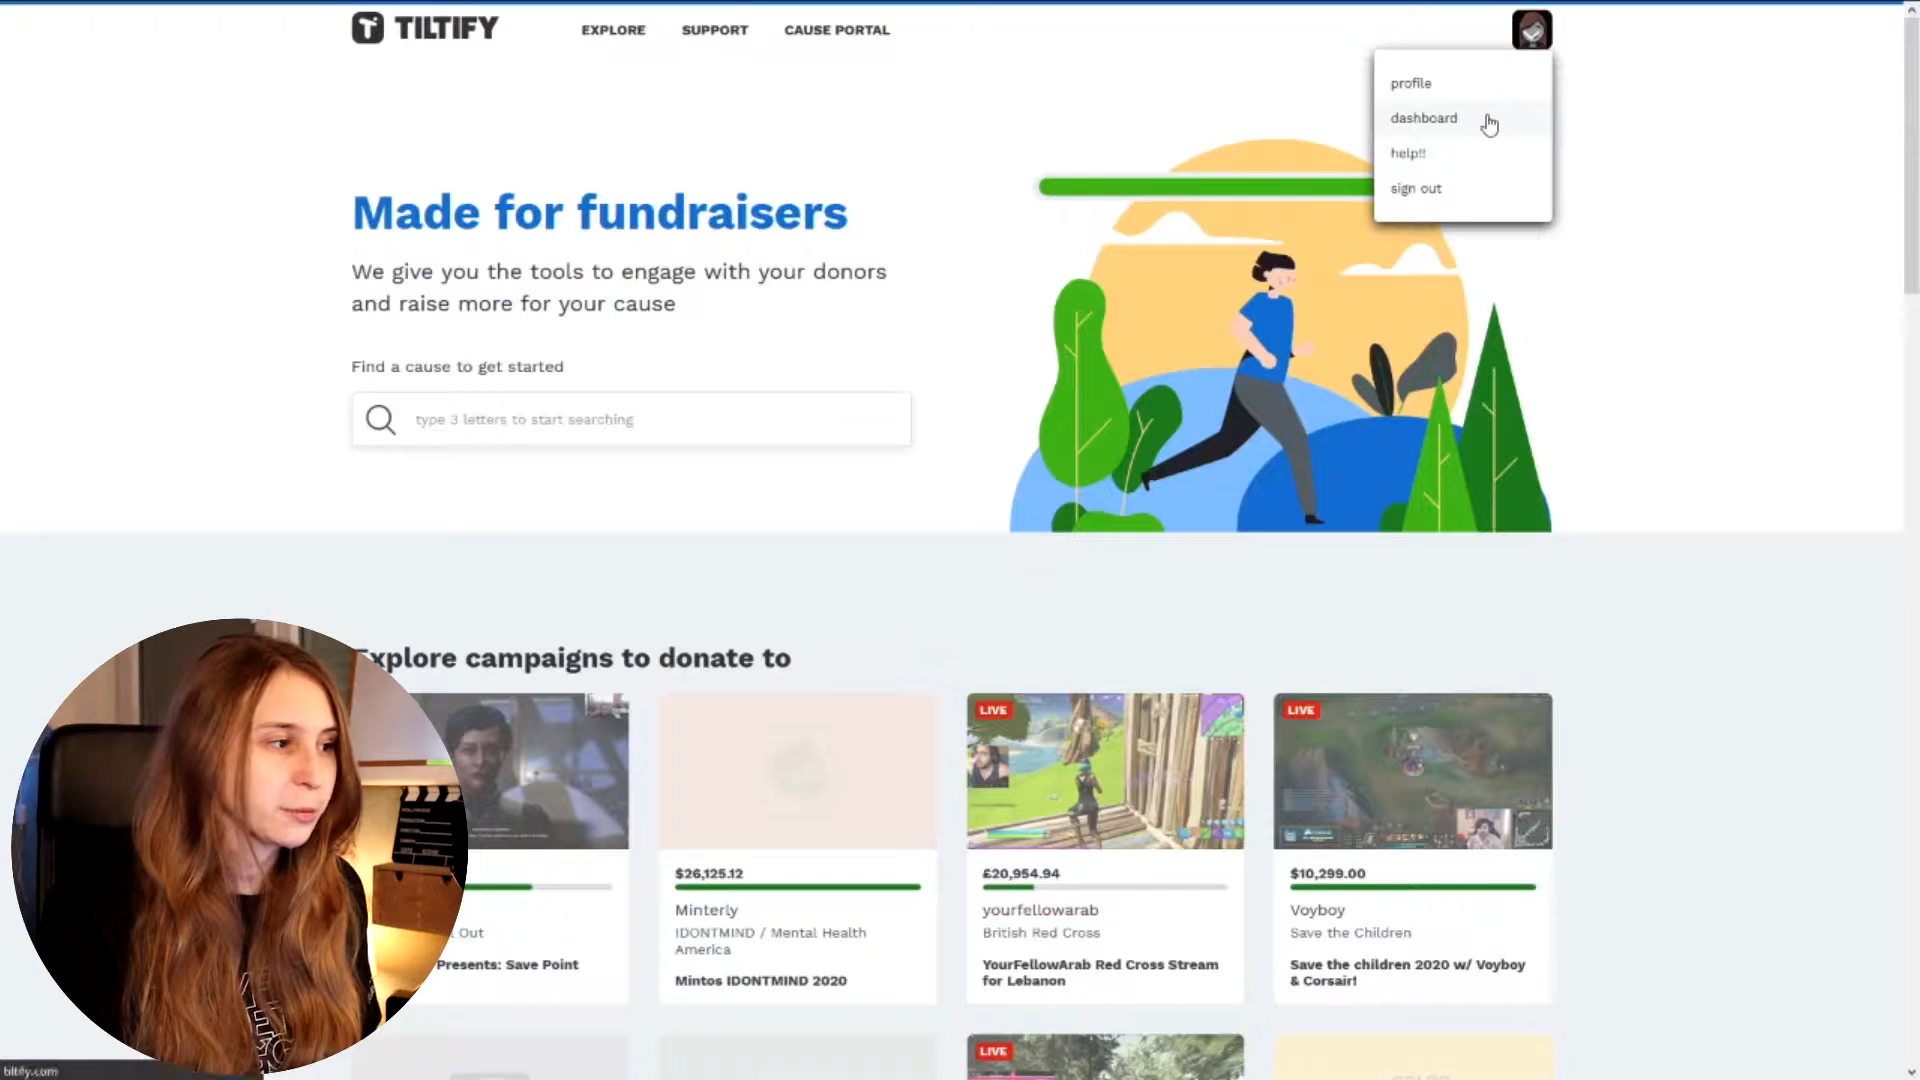 TILTIFY
EXPLORE
SUPPORT
CAUSE PORTAL
profile
dashboard
help!!
sign out
Made for fundraisers
We give you the tools to engage with your donors
and raise more for your cause
Find a cause to get started
type 3 letters to start searching
Explore campaigns to donate to
Out
Presents: Save Point
$26,125.12
Minterly
IDONTMIND / Mental Health
America
Mintos IDONTMIND 2020
LIVE
£20,954.94
yourfellowarab
British Red Cross
YourFellowArab Red Cross Stream
for Lebanon
LIVE
$10,299.00
Voyboy
Save the Children
Save the children 2020 w/ Voyboy
& Corsair!
LIVE
tiltify.com